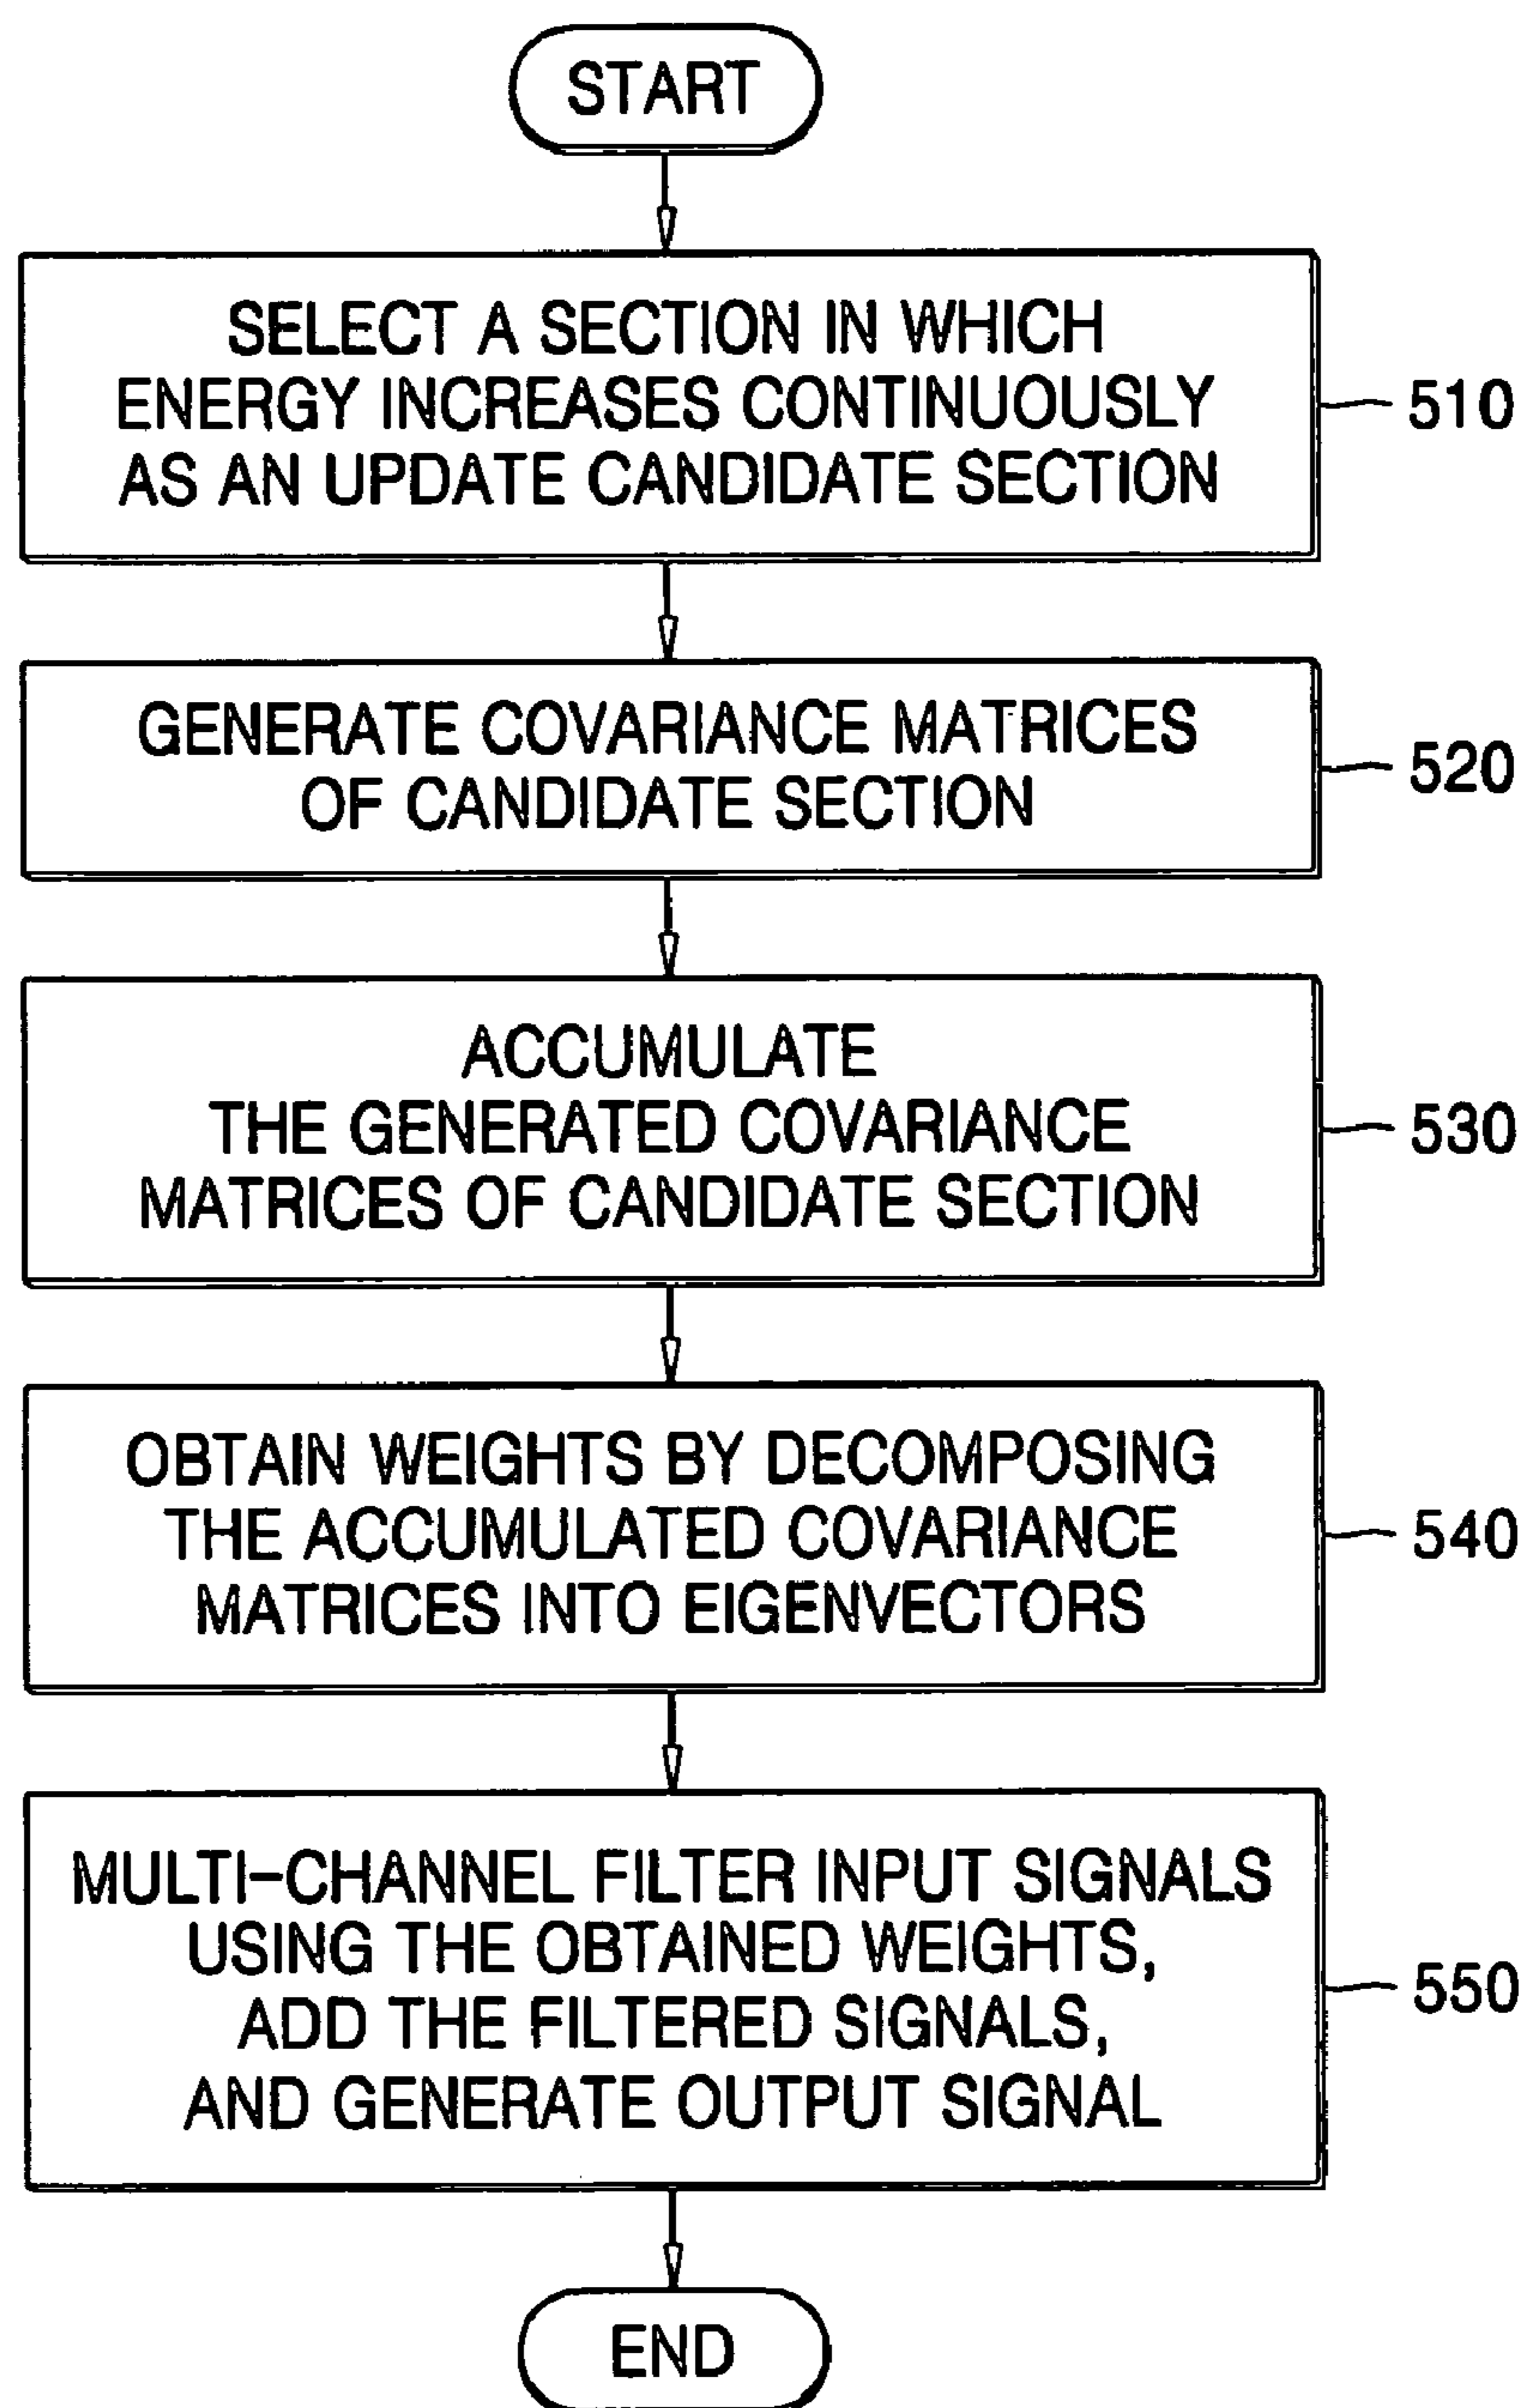 START
SELECT A SECTION IN WHICH
ENERGY INCREASES CONTINUOUSLY
AS AN UPDATE CANDIDATE SECTION
510
GENERATE COVARIANCE MATRICES
OF CANDIDATE SECTION
520
ACCUMULATE
THE GENERATED COVARIANCE
MATRICES OF CANDIDATE SECTION
530
OBTAIN WEIGHTS BY DECOMPOSING
THE ACCUMULATED COVARIANCE
MATRICES INTO EIGENVECTORS
540
MULTI-CHANNEL FILTER INPUT SIGNALS
USING THE OBTAINED WEIGHTS,
ADD THE FILTERED SIGNALS,
AND GENERATE OUTPUT SIGNAL
550
END